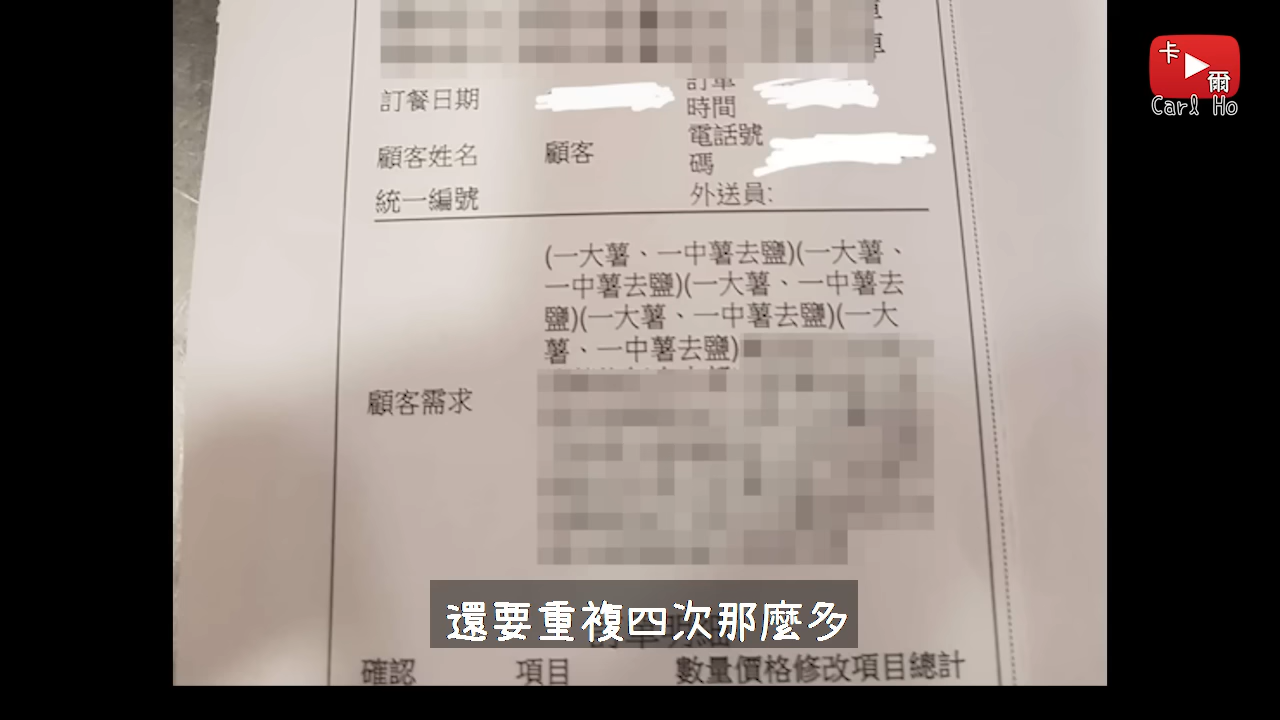 卡
爾
Carl Ho
訂餐日期
訂單
時間
電話號
碼
顧客姓名 顧客
統一編號 外送員:
(一大薯、一中薯去鹽)(一大薯、
一中薯去鹽)(一大薯、一中薯去
鹽)(一大薯、一中薯去鹽)(一大
薯、一中薯去鹽)
顧客需求
還要重複四次那麼多
訂單明細
確認 項目 數量價格修改項目總計